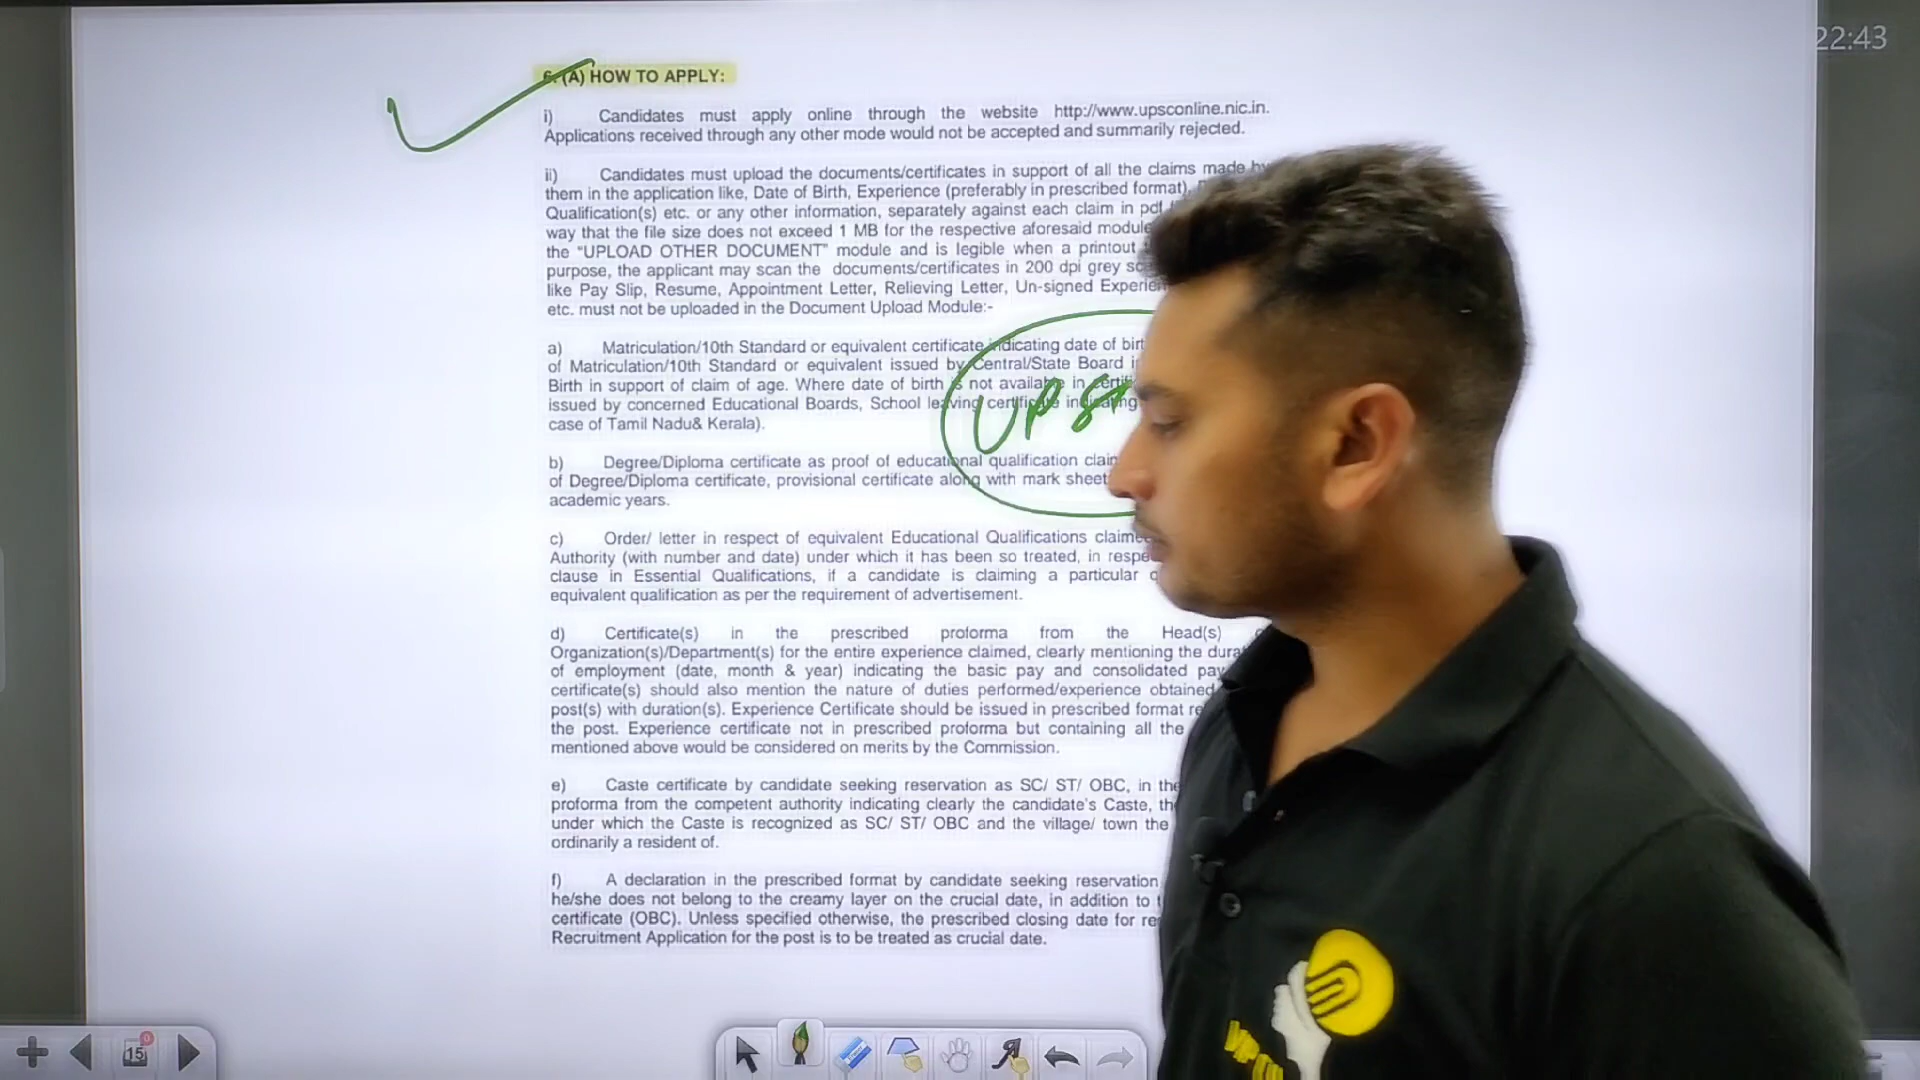 22:43
6. (A) HOW TO APPLY:
i) Candidates must apply online through the website http://www.upsconline.nic.in.
Applications received through any other mode would not be accepted and summarily rejected.
ii) Candidates must upload the documents/certificates in support of all the claims made by
them in the application like, Date of Birth, Experience (preferably in prescribed format),
Qualification(s) etc. or any other information, separately against each claim in pdf
way that the file size does not exceed 1 MB for the respective aforesaid module
the “UPLOAD OTHER DOCUMENT” module and is legible when a printout
purpose, the applicant may scan the documents/certificates in 200 dpi grey
like Pay Slip, Resume, Appointment Letter, Relieving Letter, Un-signed
etc. must not be uploaded in the Document Upload Module:-
a) Matriculation/10th Standard or equivalent certificate indicating date of
of Matriculation/10th Standard or equivalent issued by Central/State Board
Birth in support of claim of age. Where date of birth is not available in
issued by concerned Educational Boards, School leaving certificate indicating
case of Tamil Nadu& Kerala).
UPS
b) Degree/Diploma certificate as proof of educational qualification
of Degree/Diploma certificate, provisional certificate along with mark sheet
academic years.
c) Order/ letter in respect of equivalent Educational Qualifications
Authority (with number and date) under which it has been so treated, in
clause in Essential Qualifications, if a candidate is claiming a particular
equivalent qualification as per the requirement of advertisement.
d) Certificate(s) in the prescribed proforma from the Head(s)
Organization(s)/Department(s) for the entire experience claimed, clearly mentioning the
of employment (date, month & year) indicating the basic pay and consolidated pay
certificate(s) should also mention the nature of duties performed/experience obtained
post(s) with duration(s). Experience Certificate should be issued in prescribed format
the post. Experience certificate not in prescribed proforma but containing all the
mentioned above would be considered on merits by the Commission.
e) Caste certificate by candidate seeking reservation as SC/ ST/ OBC, in the
proforma from the competent authority indicating clearly the candidate's Caste,
under which the Caste is recognized as SC/ ST/ OBC and the village/ town the
ordinarily a resident of.
f) A declaration in the prescribed format by candidate seeking reservation
he/she does not belong to the creamy layer on the crucial date, in addition to
certificate (OBC). Unless specified otherwise, the prescribed closing date for
Recruitment Application for the post is to be treated as crucial date.
15